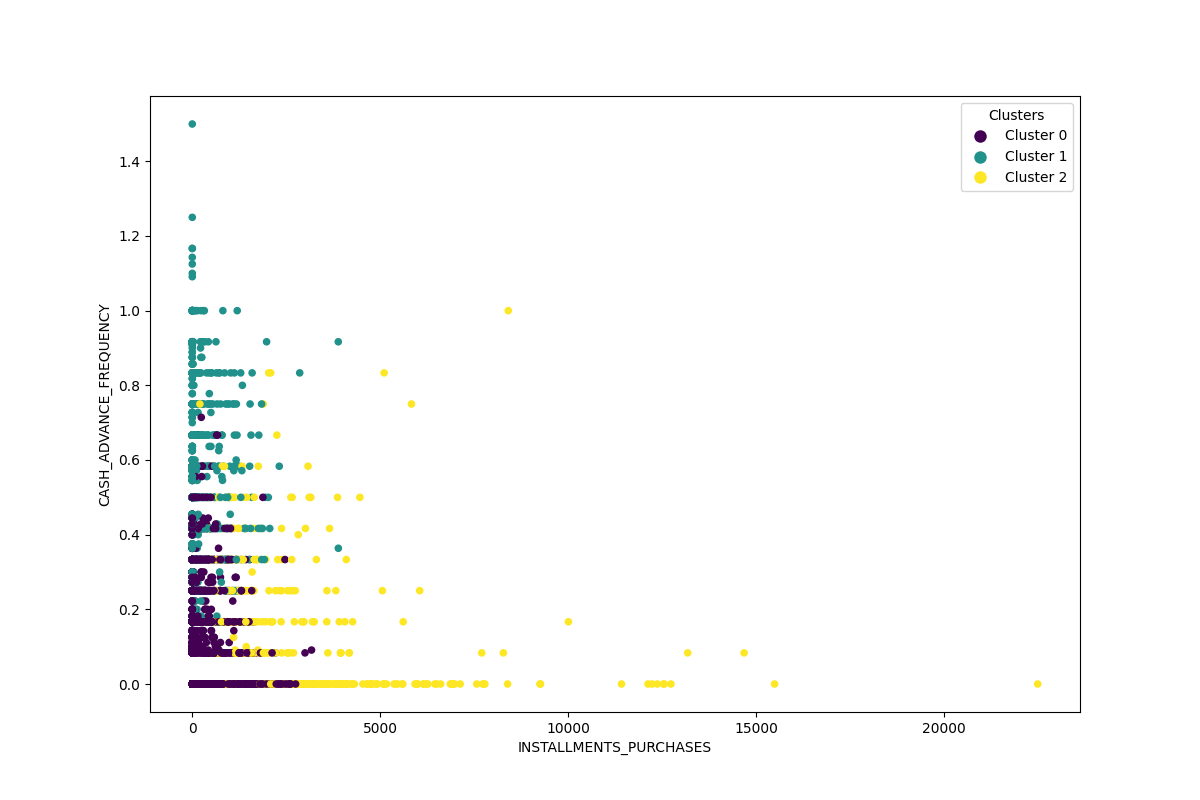 Clusters
Cluster 0
Cluster 1
Cluster 2
CASH_ADVANCE_FREQUENCY
1.4
1.2
1.0
0.8
0.6
0.4
0.2
0.0
0 5000 10000 15000 20000
INSTALLMENTS_PURCHASES